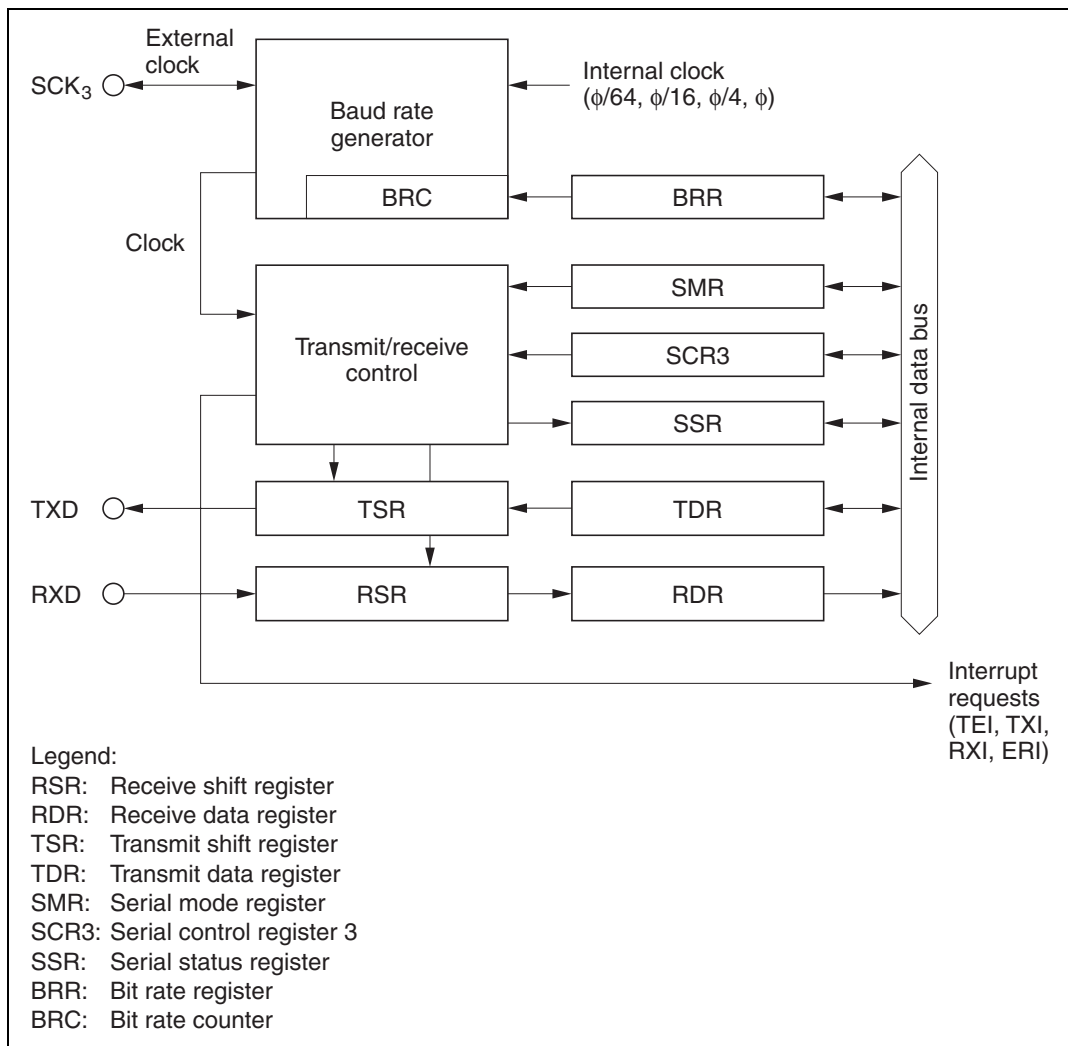 External
clock
SCK3
Internal clock
(ϕ/64, ϕ/16, ϕ/4, ϕ)
Baud rate
generator
BRC
BRR
Clock
SMR
Transmit/receive
control
SCR3
SSR
Internal data bus
TXD
TSR
TDR
RXD
RSR
RDR
Interrupt
requests
(TEI, TXI,
RXI, ERI)
Legend:
RSR: Receive shift register
RDR: Receive data register
TSR: Transmit shift register
TDR: Transmit data register
SMR: Serial mode register
SCR3: Serial control register 3
SSR: Serial status register
BRR: Bit rate register
BRC: Bit rate counter